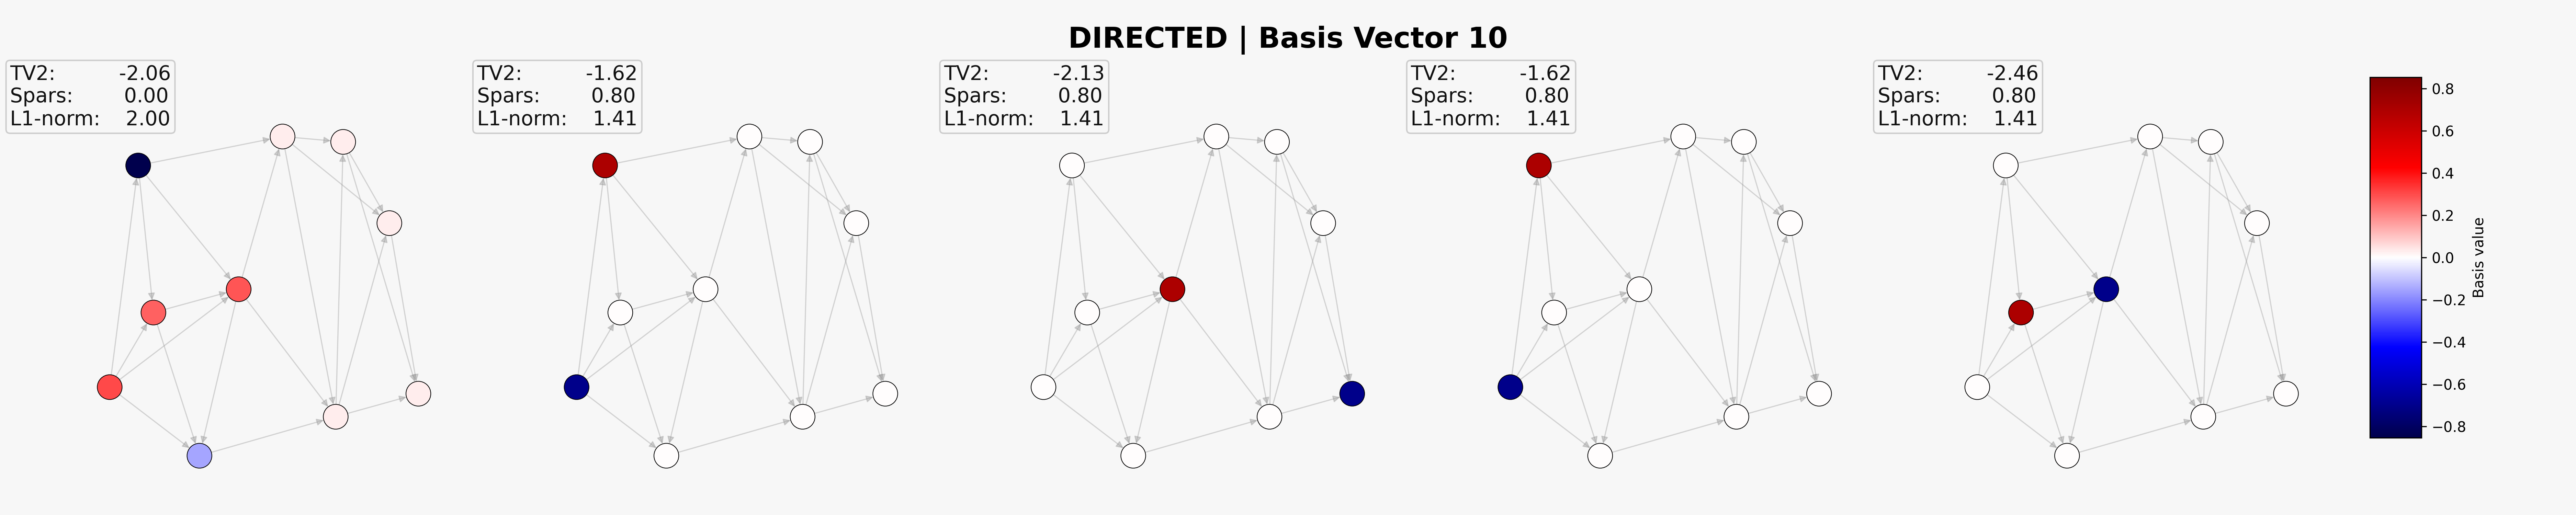 DIRECTED | Basis Vector 10
TV2: -2.06
Spars: 0.00
L1-norm: 2.00
TV2: -1.62
Spars: 0.80
L1-norm: 1.41
TV2: -2.13
Spars: 0.80
L1-norm: 1.41
TV2: -1.62
Spars: 0.80
L1-norm: 1.41
TV2: -2.46
Spars: 0.80
L1-norm: 1.41
0.8
0.6
0.4
0.2
0.0
−0.2
−0.4
−0.6
−0.8
Basis value